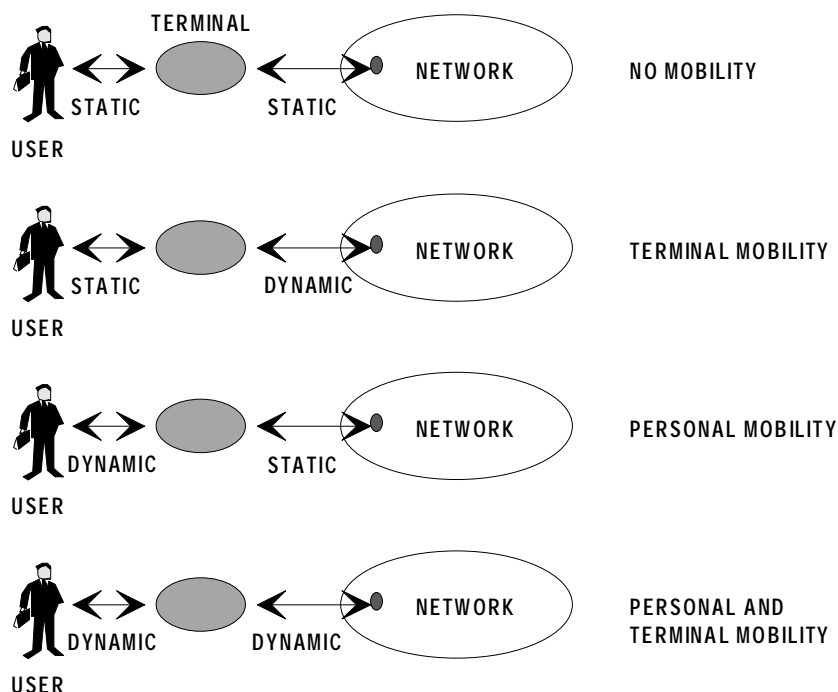 TERMINAL
NETWORK NO MOBILITY
STATIC STATIC
USER
NETWORK TERMINAL MOBILITY
STATIC DYNAMIC
USER
NETWORK PERSONAL MOBILITY
DYNAMIC STATIC
USER
NETWORK PERSONAL AND
TERMINAL MOBILITY
DYNAMIC DYNAMIC
USER